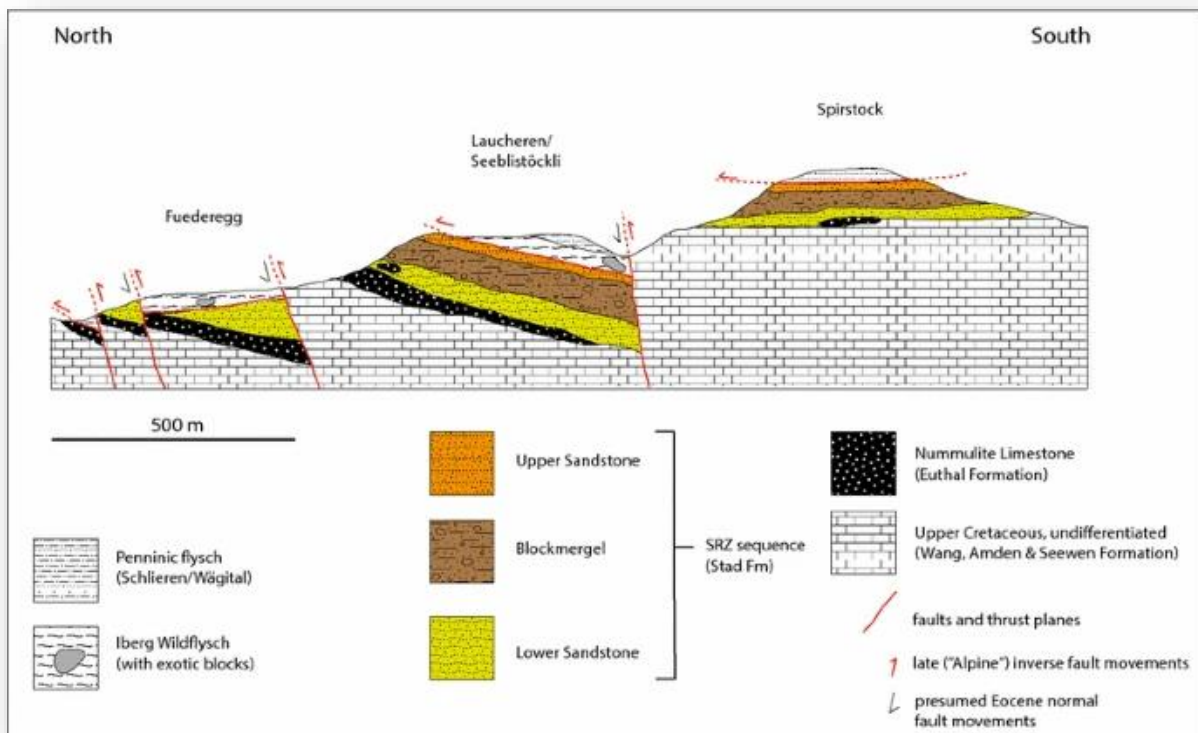 North
South
Spirstock
Laucheren/
Seeblistöckli
Fuederegg
500 m
Upper Sandstone
Blockmergel
Lower Sandstone
SRZ sequence
(Stad Fm)
Penninic flysch
(Schlieren/Wägital)
Iberg Wildflysch
(with exotic blocks)
Nummulite Limestone
(Euthal Formation)
Upper Cretaceous, undifferentiated
(Wang, Amden & Seewen Formation)
faults and thrust planes
late ("Alpine") inverse fault movements
presumed Eocene normal
fault movements